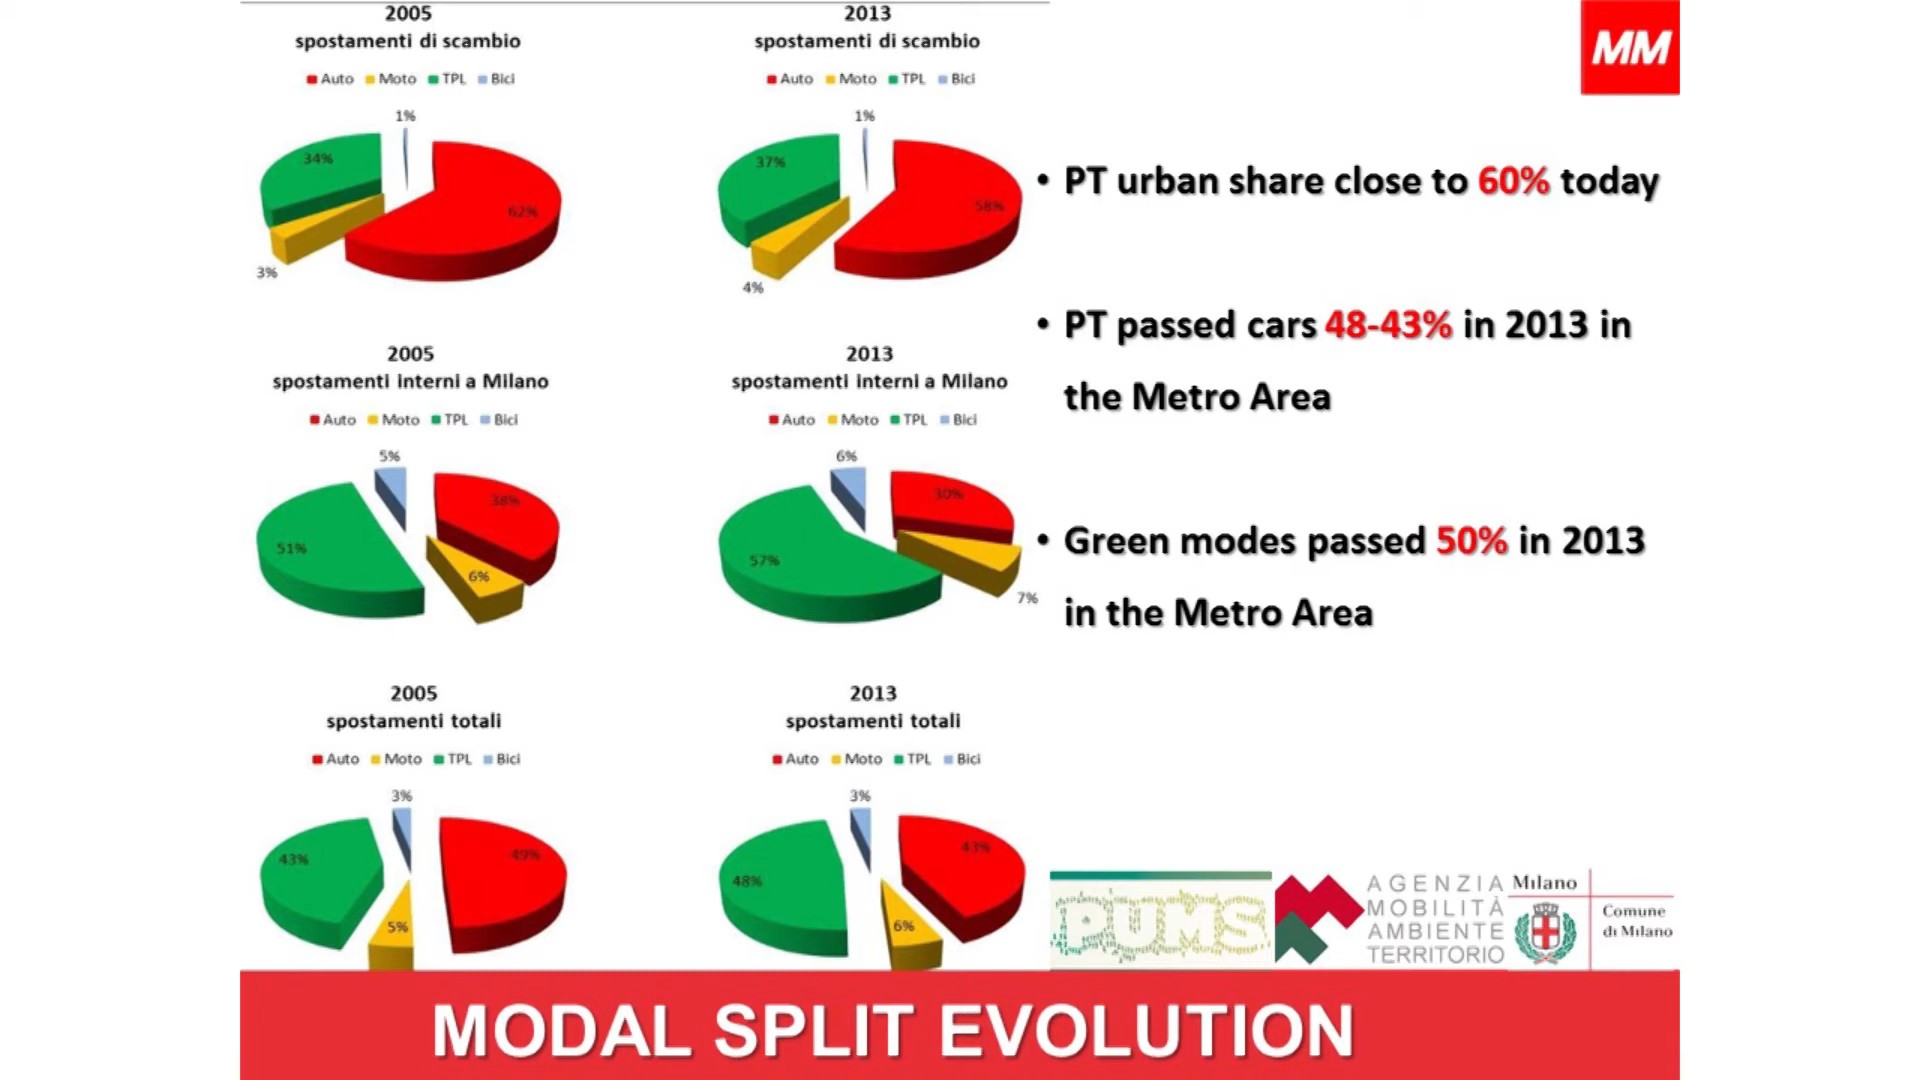 2005
spostamenti di scambio
Auto Moto TPL Bici
1%
34%
62%
3%
2013
spostamenti di scambio
Auto Moto TPL Bici
1%
37%
58%
4%
2005
spostamenti interni a Milano
Auto Moto TPL Bici
5%
38%
51%
6%
2013
spostamenti interni a Milano
Auto Moto TPL Bici
6%
30%
57%
7%
2005
spostamenti totali
Auto Moto TPL Bici
3%
43%
49%
5%
2013
spostamenti totali
Auto Moto TPL Bici
3%
43%
48%
6%
MM
• PT urban share close to 60% today
• PT passed cars 48-43% in 2013 in
the Metro Area
• Green modes passed 50% in 2013
in the Metro Area
PUMS
AGENZIA
MOBILITÀ
AMBIENTE
TERRITORIO
Milano
Comune
di Milano
MODAL SPLIT EVOLUTION